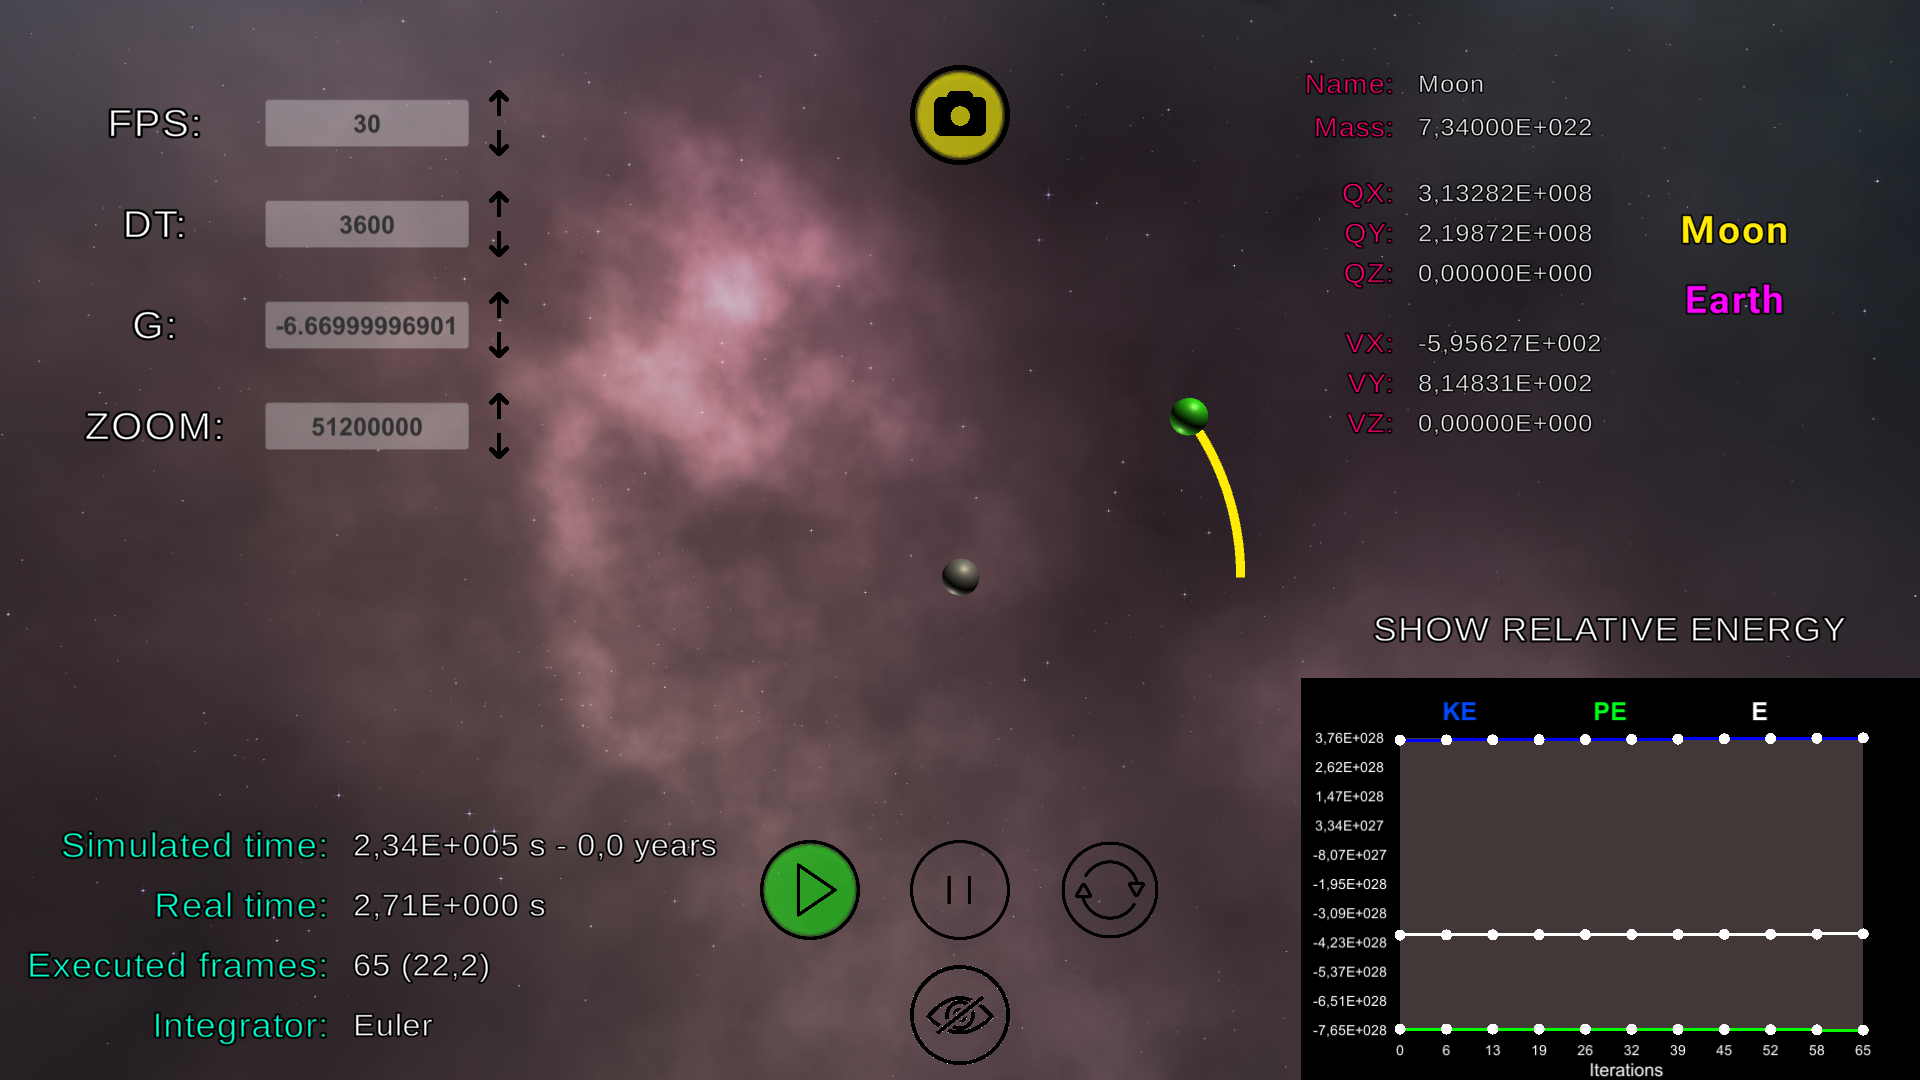 FPS: 30
DT: 3600
G: -6.66999996901
ZOOM: 51200000
Name: Moon
Mass: 7,34000E+022
QX: 3,13282E+008
QY: 2,19872E+008
QZ: 0,00000E+000
VX: -5,95627E+002
VY: 8,14831E+002
VZ: 0,00000E+000
Moon
Earth
SHOW RELATIVE ENERGY
KE PE E
3,76E+028
2,62E+028
1,47E+028
3,34E+027
-8,07E+027
-1,95E+028
-3,09E+028
-4,23E+028
-5,37E+028
-6,51E+028
-7,65E+028
0 6 13 19 26 32 39 45 52 58 65
Iterations
Simulated time: 2,34E+005 s - 0,0 years
Real time: 2,71E+000 s
Executed frames: 65 (22,2)
Integrator: Euler